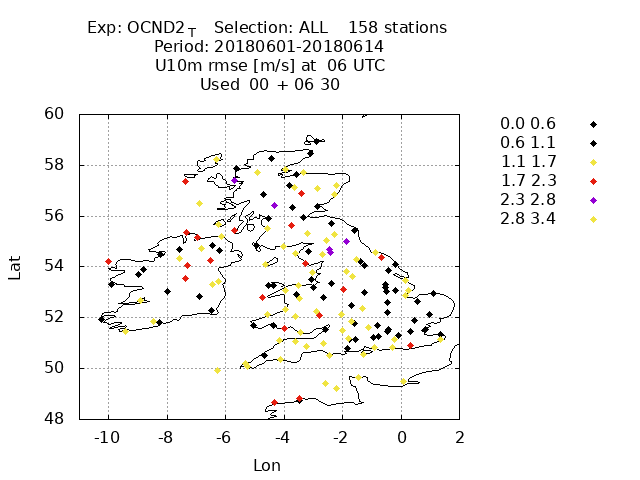 Exp: OCND2_T Selection: ALL 158 stations
Period: 20180601-20180614
U10m rmse [m/s] at 06 UTC
Used 00 + 06 30
0.0 0.6
0.6 1.1
1.1 1.7
1.7 2.3
2.3 2.8
2.8 3.4
60
58
56
54
52
50
48
Lat
-10 -8 -6 -4 -2 0 2
Lon